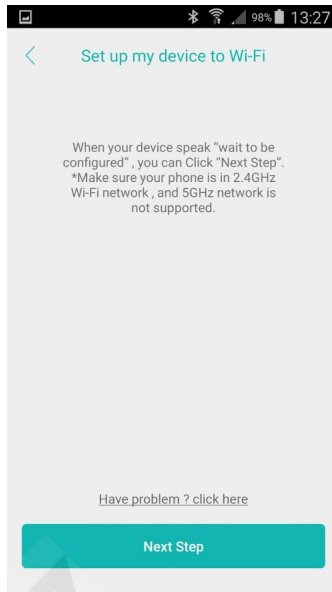 98% 13:27
Set up my device to Wi-Fi
When your device speak “wait to be
configured” , you can Click “Next Step”.
*Make sure your phone is in 2.4GHz
Wi-Fi network , and 5GHz network is
not supported.
Have problem ? click here
Next Step